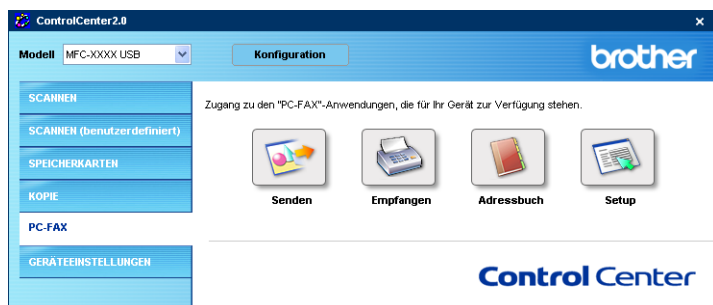 ControlCenter2.0
Modell MFC-XXXX USB Konfiguration brother
SCANNEN
Zugang zu den "PC-FAX"-Anwendungen, die für Ihr Gerät zur Verfügung stehen.
SCANNEN (benutzerdefiniert)
SPEICHERKARTEN
KOPIE
Senden Empfangen Adressbuch Setup
PC-FAX
GERÄTEEINSTELLUNGEN
Control Center